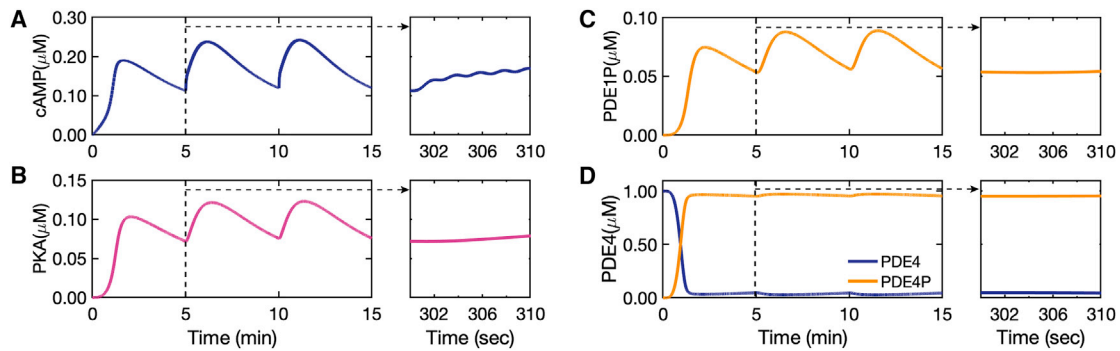 A
cAMP(μM)
0.30
0.20
0.10
0.00
0 5 10 15
302 306 310
B
PKA(μM)
0.15
0.10
0.05
0.00
0 5 10 15
Time (min)
302 306 310
Time (sec)
C
PDE1P(μM)
0.10
0.05
0.00
0 5 10 15
302 306 310
D
PDE4(μM)
1.00
0.50
0.00
PDE4
PDE4P
0 5 10 15
Time (min)
302 306 310
Time (sec)